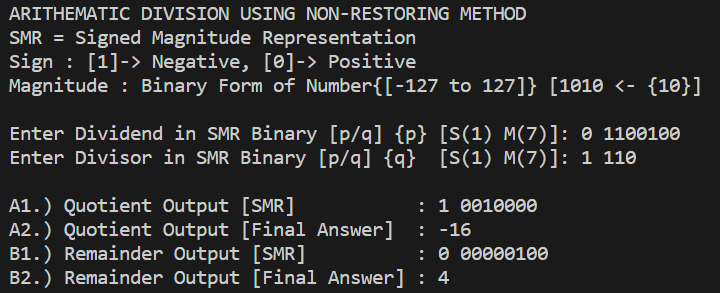 ARITHEMATIC DIVISION USING NON-RESTORING METHOD
SMR = Signed Magnitude Representation
Sign : [1]-> Negative, [0]-> Positive
Magnitude : Binary Form of Number{[-127 to 127]} [1010 <- {10}]

Enter Dividend in SMR Binary [p/q] {p} [S(1) M(7)]: 0 1100100
Enter Divisor in SMR Binary [p/q] {q}  [S(1) M(7)]: 1 110

A1.) Quotient Output [SMR]           : 1 0010000
A2.) Quotient Output [Final Answer]  : -16
B1.) Remainder Output [SMR]          : 0 00000100
B2.) Remainder Output [Final Answer] : 4